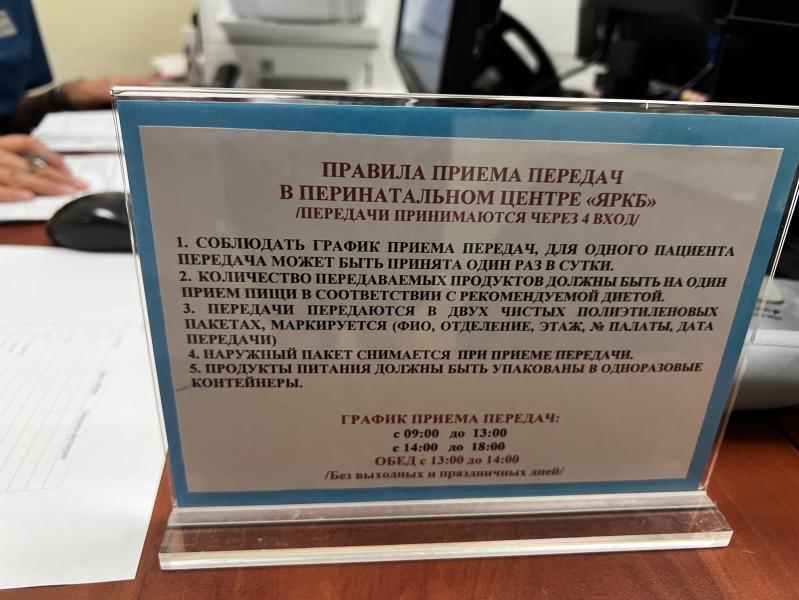 ПРАВИЛА ПРИЕМА ПЕРЕДАЧ
В ПЕРИНАТАЛЬНОМ ЦЕНТРЕ «ЯРКБ»
/ПЕРЕДАЧИ ПРИНИМАЮТСЯ ЧЕРЕЗ 4 ВХОД/
1. СОБЛЮДАТЬ ГРАФИК ПРИЕМА ПЕРЕДАЧ, ДЛЯ ОДНОГО ПАЦИЕНТА
ПЕРЕДАЧА МОЖЕТ БЫТЬ ПРИНЯТА ОДИН РАЗ В СУТКИ.
2. КОЛИЧЕСТВО ПЕРЕДАВАЕМЫХ ПРОДУКТОВ ДОЛЖНЫ БЫТЬ НА ОДИН
ПРИЕМ ПИЩИ В СООТВЕТСТВИИ С РЕКОМЕНДУЕМОЙ ДИЕТОЙ.
3. ПЕРЕДАЧИ ПЕРЕДАЮТСЯ В ДВУХ ЧИСТЫХ ПОЛИЭТИЛЕНОВЫХ
ПАКЕТАХ, МАРКИРУЕТСЯ (ФИО, ОТДЕЛЕНИЕ, ЭТАЖ, № ПАЛАТЫ, ДАТА
ПЕРЕДАЧИ)
4. НАРУЖНЫЙ ПАКЕТ СНИМАЕТСЯ ПРИ ПРИЕМЕ ПЕРЕДАЧИ.
5. ПРОДУКТЫ ПИТАНИЯ ДОЛЖНЫ БЫТЬ УПАКОВАНЫ В ОДНОРАЗОВЫЕ
КОНТЕЙНЕРЫ.
ГРАФИК ПРИЕМА ПЕРЕДАЧ:
с 09:00 до 13:00
с 14:00 до 18:00
ОБЕД с 13:00 до 14:00
/Без выходных и праздничных дней/